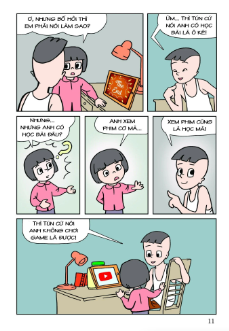 Ơ, NHƯNG BỐ HỎI THÌ
EM PHẢI NÓI LÀM SAO?
ỪM... THÌ TÚN CỨ
NÓI ANH CÓ HỌC
BÀI LÀ Ô KÊ!
NHƯNG...
NHƯNG ANH CÓ
HỌC BÀI ĐÂU?
ANH XEM
PHIM CƠ MÀ...
XEM PHIM CŨNG
LÀ HỌC MÀ!
THÌ TÚN CỨ NÓI
ANH KHÔNG CHƠI
GAME LÀ ĐƯỢC!
11